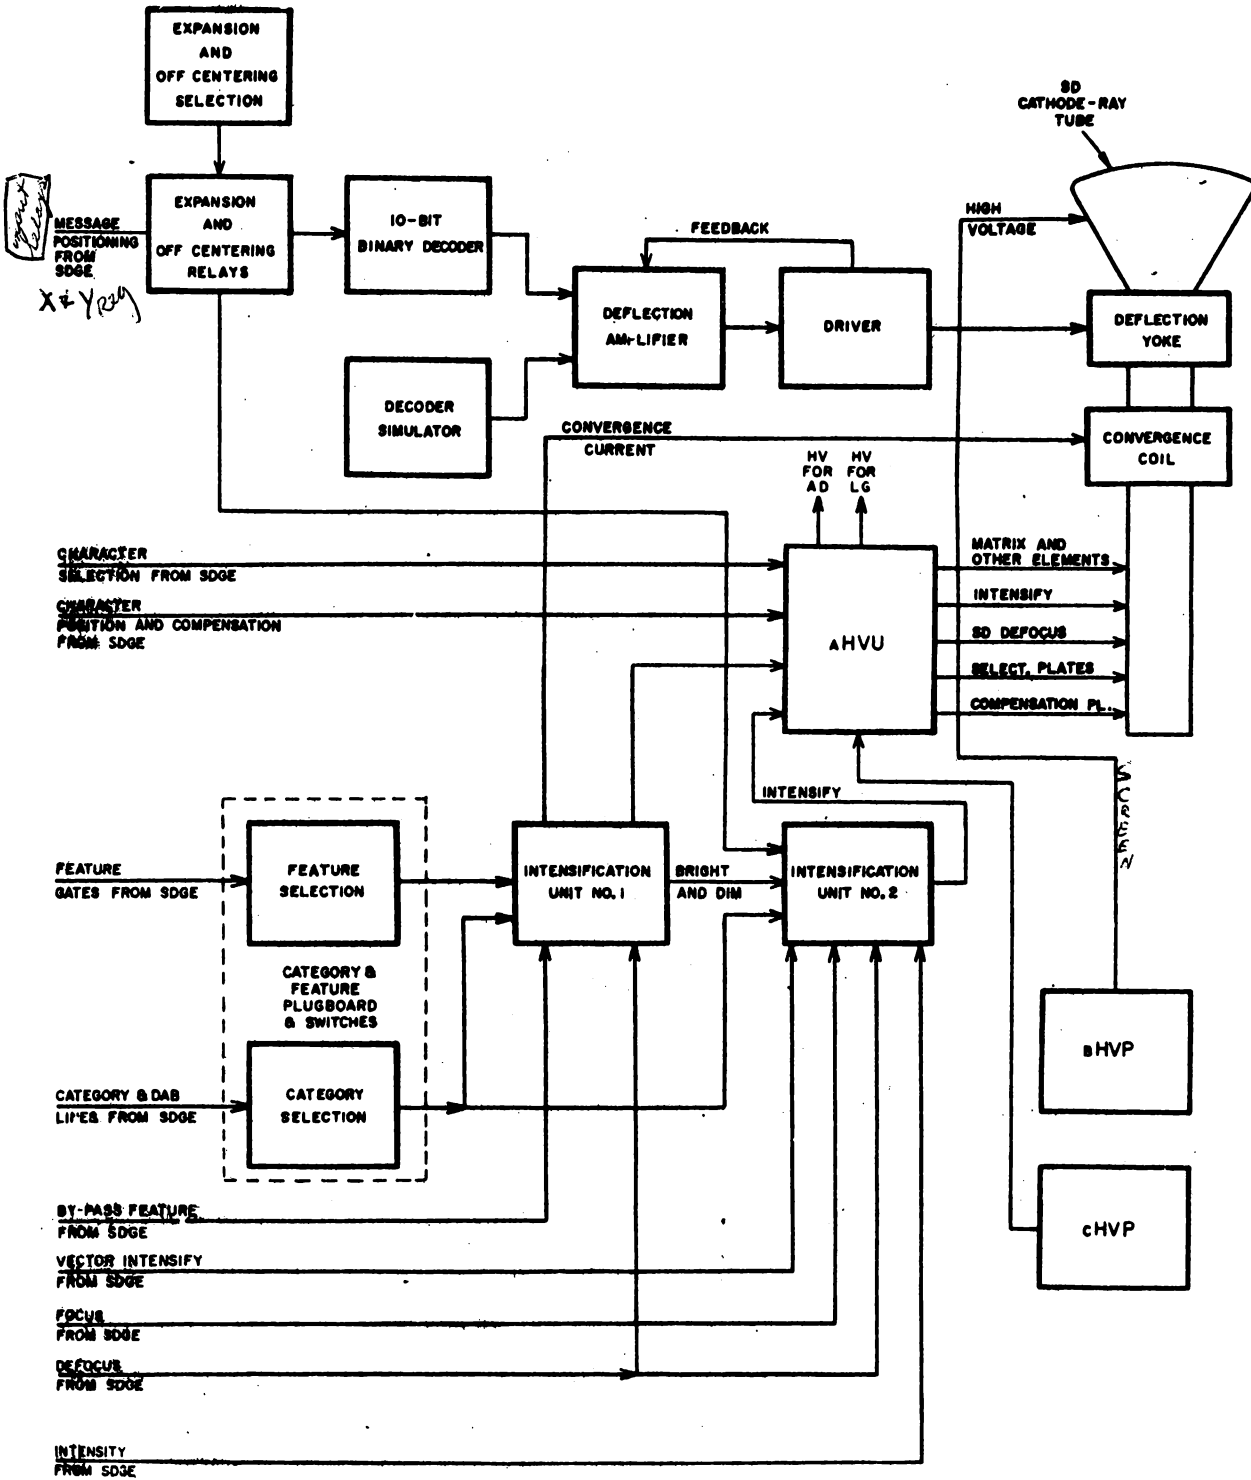 EXPANSION
AND
OFF CENTERING
SELECTION
SD
CATHODE-RAY
TUBE
EXPANSION
AND
OFF CENTERING
RELAYS
MESSAGE
POSITIONING
FROM
SDGE
X & Y
10-BIT
BINARY DECODER
FEEDBACK
HIGH
VOLTAGE
DEFLECTION
AMPLIFIER
DRIVER
DEFLECTION
YOKE
DECODER
SIMULATOR
CONVERGENCE
CURRENT
CONVERGENCE
COIL
HV
FOR
AD
HV
FOR
LG
CHARACTER
SELECTION FROM SDGE
CHARACTER
POSITION AND COMPENSATION
FROM SDGE
A HVU
MATRIX AND
OTHER ELEMENTS
INTENSIFY
SD DEFOCUS
SELECT. PLATES
COMPENSATION PL.
SCREEN
INTENSIFY
FEATURE
GATES FROM SDGE
FEATURE
SELECTION
INTENSIFICATION
UNIT NO. 1
BRIGHT
AND DIM
INTENSIFICATION
UNIT NO. 2
CATEGORY &
FEATURE
PLUGBOARD
& SWITCHES
B HVP
CATEGORY & DAB
LINES FROM SDGE
CATEGORY
SELECTION
C HVP
BY-PASS FEATURE
FROM SDGE
VECTOR INTENSIFY
FROM SDGE
FOCUS
FROM SDGE
DEFOCUS
FROM SDGE
INTENSITY
FROM SDGE